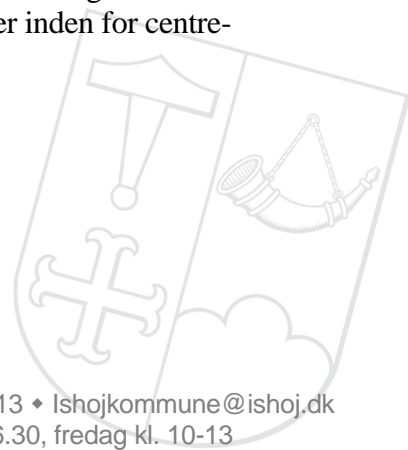 er inden for centre-
13 ◆ Ishojkommune@ishoj.dk
6.30, fredag kl. 10-13